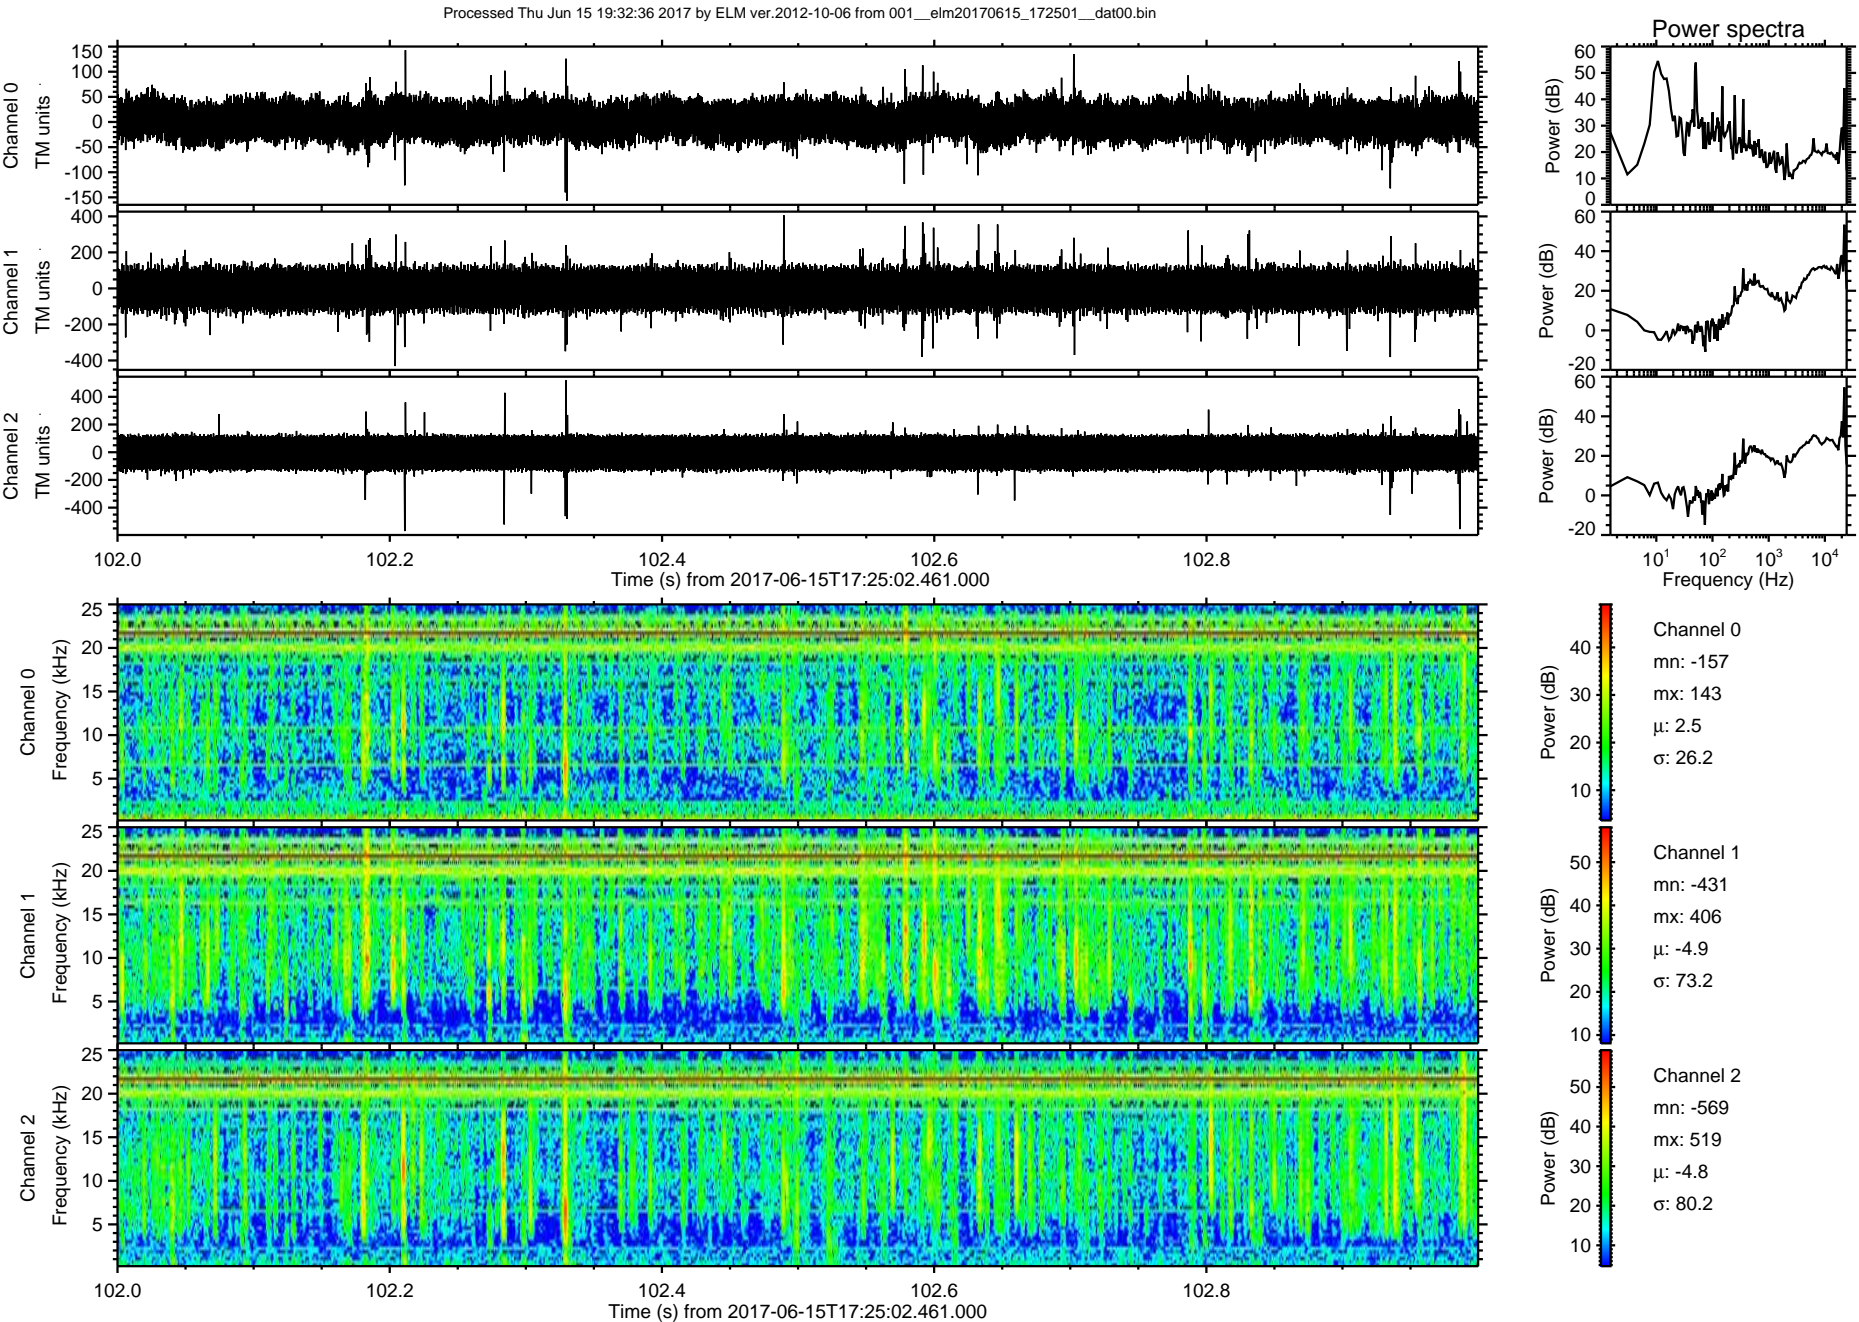 Processed Thu Jun 15 19:32:36 2017 by ELM ver.2012-10-06 from 001__elm20170615_172501__dat00.bin
Power spectra
Channel 0
TM units
150
100
50
0
-50
-100
-150
Power (dB)
60
50
40
30
20
10
0
Channel 1
TM units
400
200
0
-200
-400
Power (dB)
60
40
20
0
-20
Channel 2
TM units
400
200
0
-200
-400
Power (dB)
60
40
20
0
-20
102.0 102.2 102.4 102.6 102.8
Time (s) from 2017-06-15T17:25:02.461.000
10¹ 10² 10³ 10⁴
Frequency (Hz)
Channel 0
Frequency (kHz)
25
20
15
10
5
Power (dB)
40
30
20
10
Channel 0
mn: -157
mx: 143
μ: 2.5
σ: 26.2
Channel 1
Frequency (kHz)
25
20
15
10
5
Power (dB)
50
40
30
20
10
Channel 1
mn: -431
mx: 406
μ: -4.9
σ: 73.2
Channel 2
Frequency (kHz)
25
20
15
10
5
Power (dB)
50
40
30
20
10
Channel 2
mn: -569
mx: 519
μ: -4.8
σ: 80.2
102.0 102.2 102.4 102.6 102.8
Time (s) from 2017-06-15T17:25:02.461.000